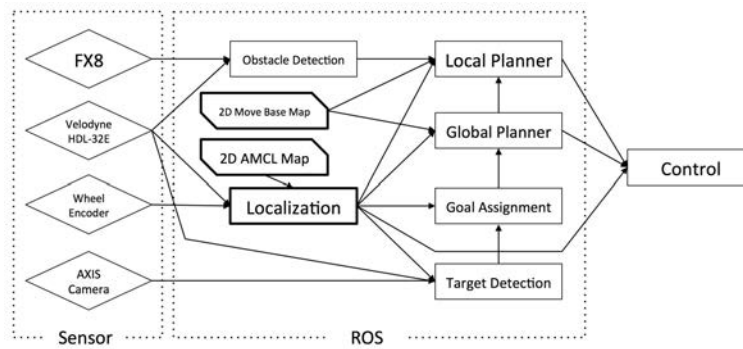 FX8
Obstacle Detection
Local Planner
Velodyne
HDL-32E
2D Move Base Map
Global Planner
2D AMCL Map
Control
Wheel
Encoder
Localization
Goal Assignment
AXIS
Camera
Target Detection
Sensor
ROS